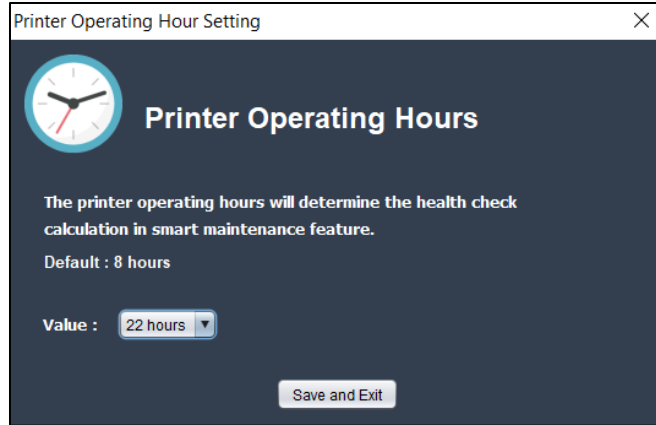 Printer Operating Hour Setting
Printer Operating Hours
The printer operating hours will determine the health check
calculation in smart maintenance feature.
Default : 8 hours
Value : 22 hours
Save and Exit